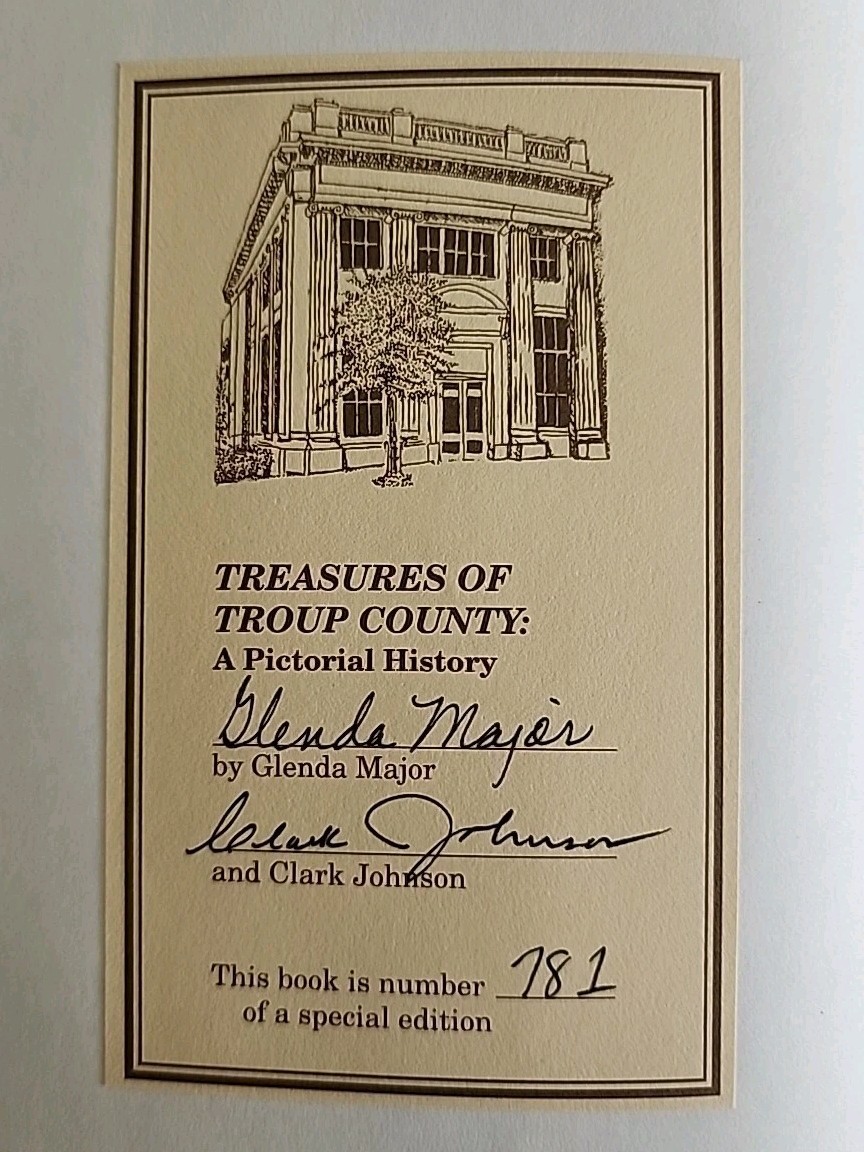 TREASURES OF
TROUP COUNTY:
A Pictorial History
Glenda Major
by Glenda Major
Clark Johnson
and Clark Johnson
This book is number 781
of a special edition